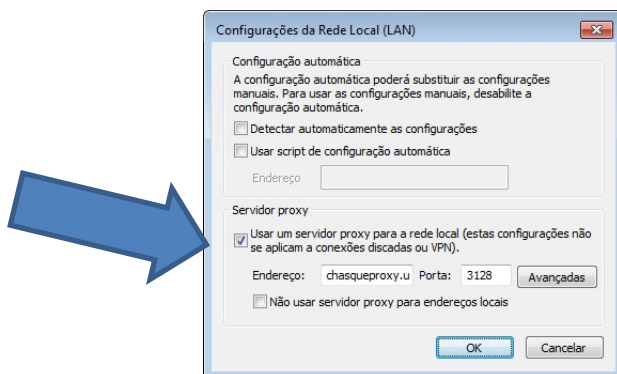 Configurações da Rede Local (LAN)
Configuração automática
A configuração automática poderá substituir as configurações
manuais. Para usar as configurações manuais, desabilite a
configuração automática.
Detectar automaticamente as configurações
Usar script de configuração automática
Endereço
Servidor proxy
Usar um servidor proxy para a rede local (estas configurações não
se aplicam a conexões discadas ou VPN).
Endereço: chasqueproxy.u Porta: 3128 Avançadas
Não usar servidor proxy para endereços locais
OK Cancelar